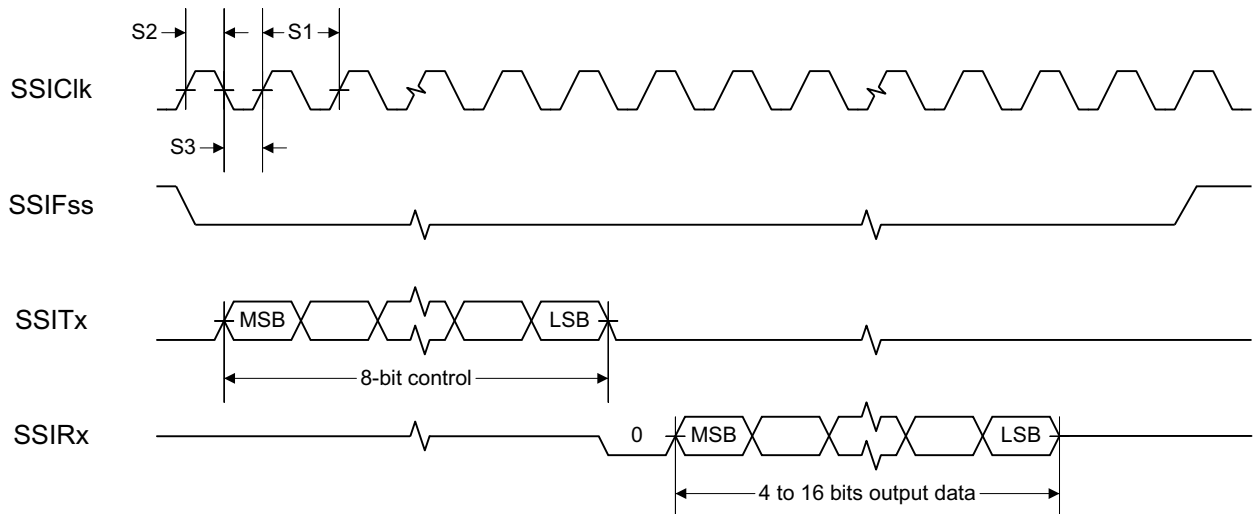 S2
S1
SSIClk
S3
SSIFss
SSITx
MSB
LSB
8-bit control
SSIRx
0
MSB
LSB
4 to 16 bits output data